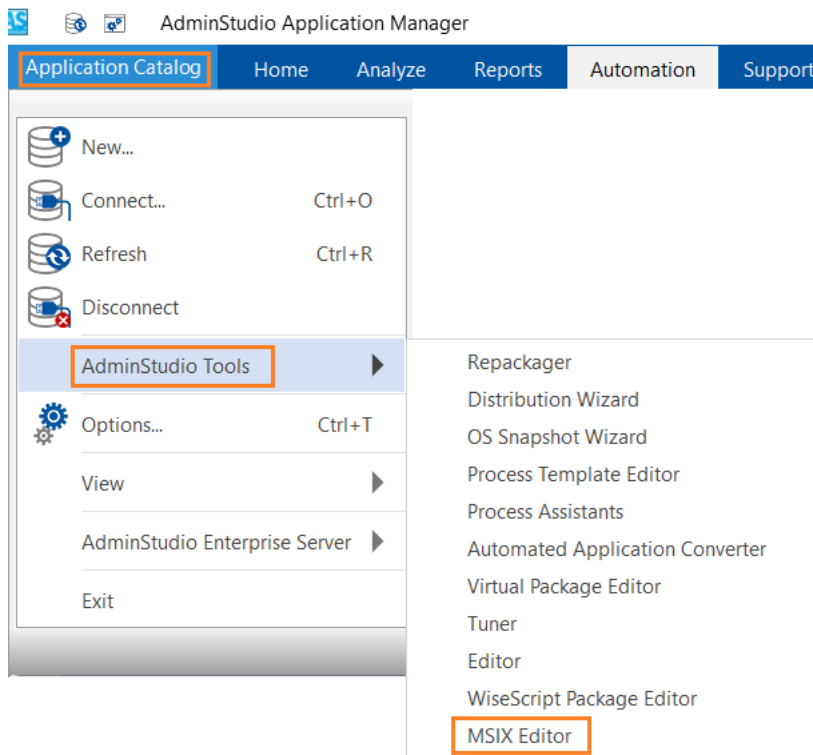 AS
AdminStudio Application Manager
Application Catalog Home Analyze Reports Automation Support
New...
Connect... Ctrl+O
Refresh Ctrl+R
Disconnect
AdminStudio Tools
Options... Ctrl+T
View
AdminStudio Enterprise Server
Exit
Repackager
Distribution Wizard
OS Snapshot Wizard
Process Template Editor
Process Assistants
Automated Application Converter
Virtual Package Editor
Tuner
Editor
WiseScript Package Editor
MSIX Editor